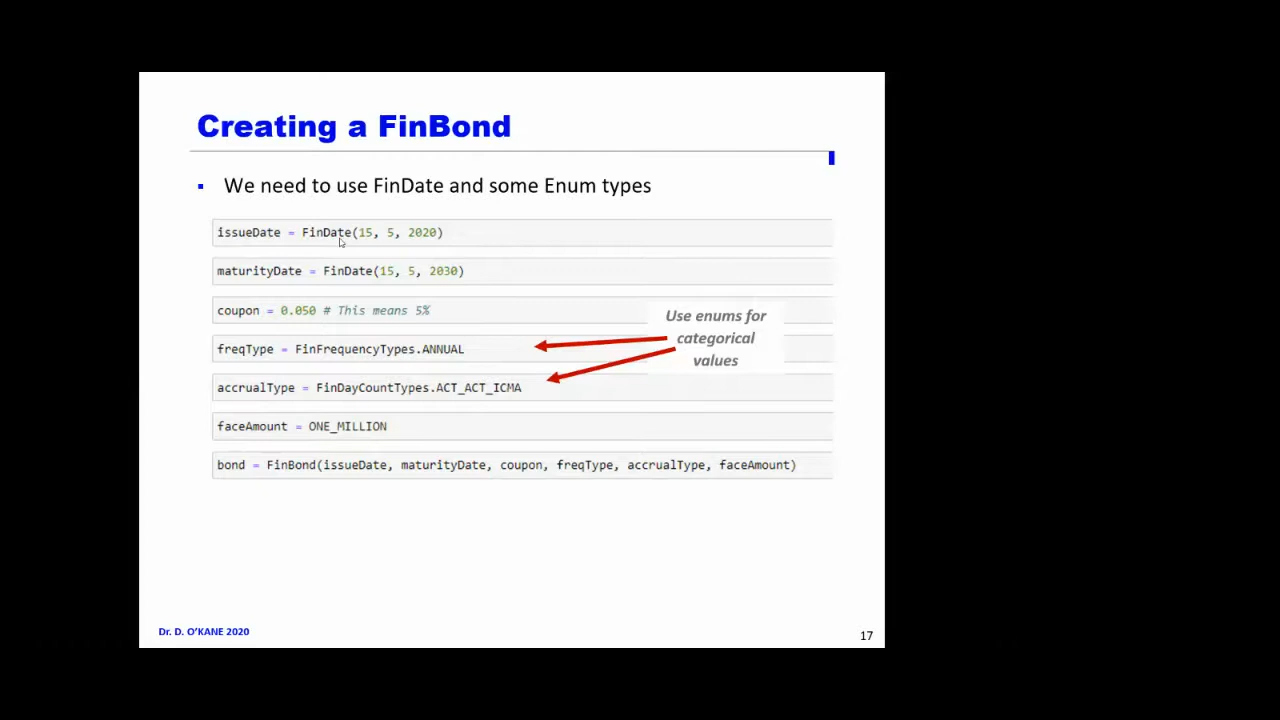 Creating a FinBond
We need to use FinDate and some Enum types
issueDate = FinDate(15, 5, 2020)
maturityDate = FinDate(15, 5, 2030)
coupon = 0.050 # This means 5%
Use enums for
categorical
values
freqType = FinFrequencyTypes.ANNUAL
accrualType = FinDayCountTypes.ACT_ACT_ICMA
faceAmount = ONE_MILLION
bond = FinBond(issueDate, maturityDate, coupon, freqType, accrualType, faceAmount)
Dr. D. O'KANE 2020
17